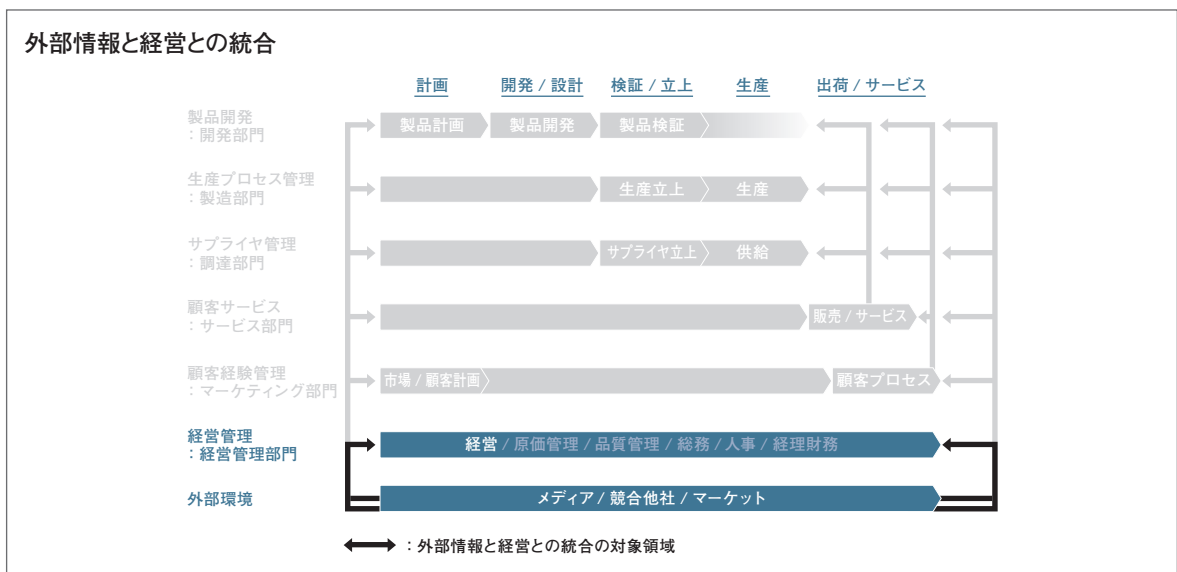 外部情報と経営との統合
計画 開発 / 設計 検証 / 立上 生産 出荷 / サービス
製品開発
：開発部門
製品計画 製品開発 製品検証
生産プロセス管理
：製造部門
生産立上 生産
サプライヤ管理
：調達部門
サプライヤ立上 供給
顧客サービス
：サービス部門
販売 / サービス
顧客経験管理
：マーケティング部門
市場 / 顧客計画 顧客プロセス
経営管理
：経営管理部門
経営 / 原価管理 / 品質管理 / 総務 / 人事 / 経理財務
外部環境
メディア / 競合他社 / マーケット
：外部情報と経営との統合の対象領域